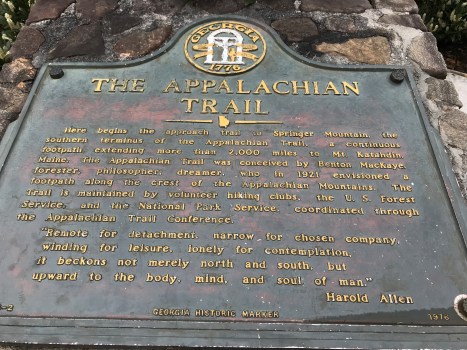 GEORGIA
1776
THE APPALACHIAN
TRAIL
Here begins the approach trail to Springer Mountain, the
southern terminus of the Appalachian Trail, a continuous
footpath extending more than 2,000 miles to Mt. Katahdin,
Maine. The Appalachian Trail was conceived by Benton MacKaye,
forester, philosopher, dreamer, who in 1921 envisioned a
footpath along the crest of the Appalachian Mountains. The
Trail is maintained by volunteer hiking clubs, the U. S. Forest
Service, and the National Park Service, coordinated through
the Appalachian Trail Conference.
"Remote for detachment, narrow for chosen company,
winding for leisure, lonely for contemplation,
it beckons not merely north and south, but
upward to the body, mind, and soul of man."
Harold Allen
-2 GEORGIA HISTORIC MARKER 1976